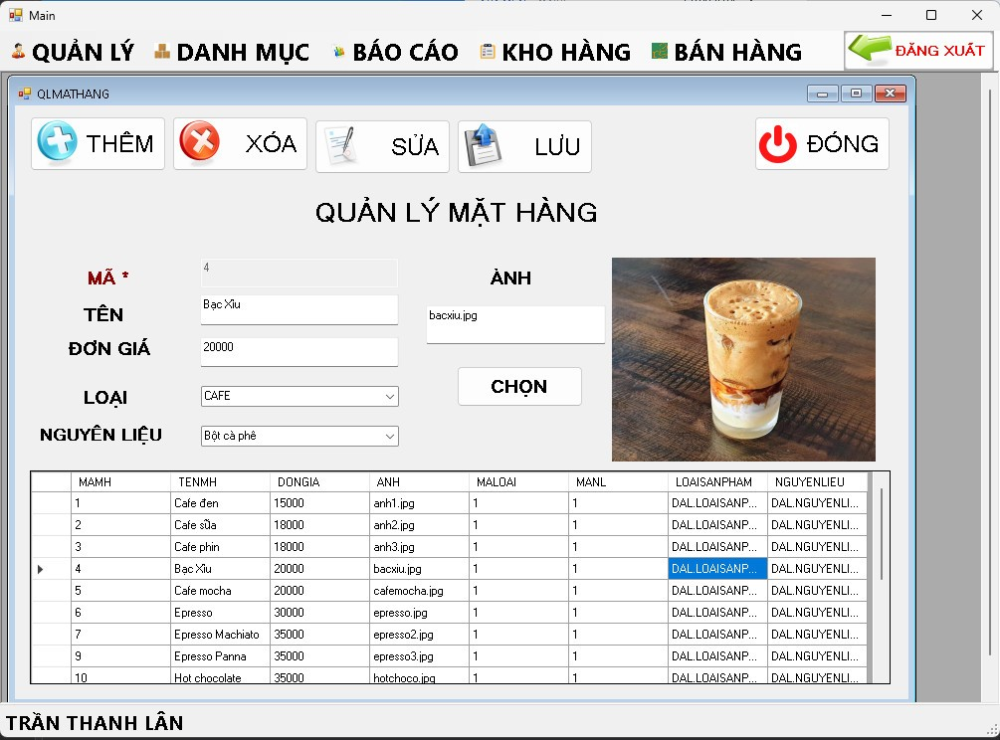 Main
QUẢN LÝ DANH MỤC BÁO CÁO KHO HÀNG BÁN HÀNG ĐĂNG XUẤT
QLMATHANG
THÊM XÓA SỬA LƯU ĐÓNG
QUẢN LÝ MẶT HÀNG
MÃ * 4 ẢNH
TÊN Bạc Xỉu bacxiu.jpg
ĐƠN GIÁ 20000
LOẠI CAFE CHỌN
NGUYÊN LIỆU Bột cà phê
MAMH TENMH DONGIA ANH MALOAI MANL LOAISANPHAM NGUYENLIEU
1 Cafe đen 15000 anh1.jpg 1 1 DAL.LOAISANP... DAL.NGUYENLI...
2 Cafe sữa 18000 anh2.jpg 1 1 DAL.LOAISANP... DAL.NGUYENLI...
3 Cafe phin 18000 anh3.jpg 1 1 DAL.LOAISANP... DAL.NGUYENLI...
4 Bạc Xỉu 20000 bacxiu.jpg 1 1 DAL.LOAISANP... DAL.NGUYENLI...
5 Cafe mocha 20000 cafemocha.jpg 1 1 DAL.LOAISANP... DAL.NGUYENLI...
6 Epresso 30000 epresso.jpg 1 1 DAL.LOAISANP... DAL.NGUYENLI...
7 Epresso Machiato 35000 epresso2.jpg 1 1 DAL.LOAISANP... DAL.NGUYENLI...
9 Epresso Panna 35000 epresso3.jpg 1 1 DAL.LOAISANP... DAL.NGUYENLI...
10 Hot chocolate 35000 hotchoco.jpg 1 1 DAL.LOAISANP... DAL.NGUYENLI...
TRẦN THANH LÂN